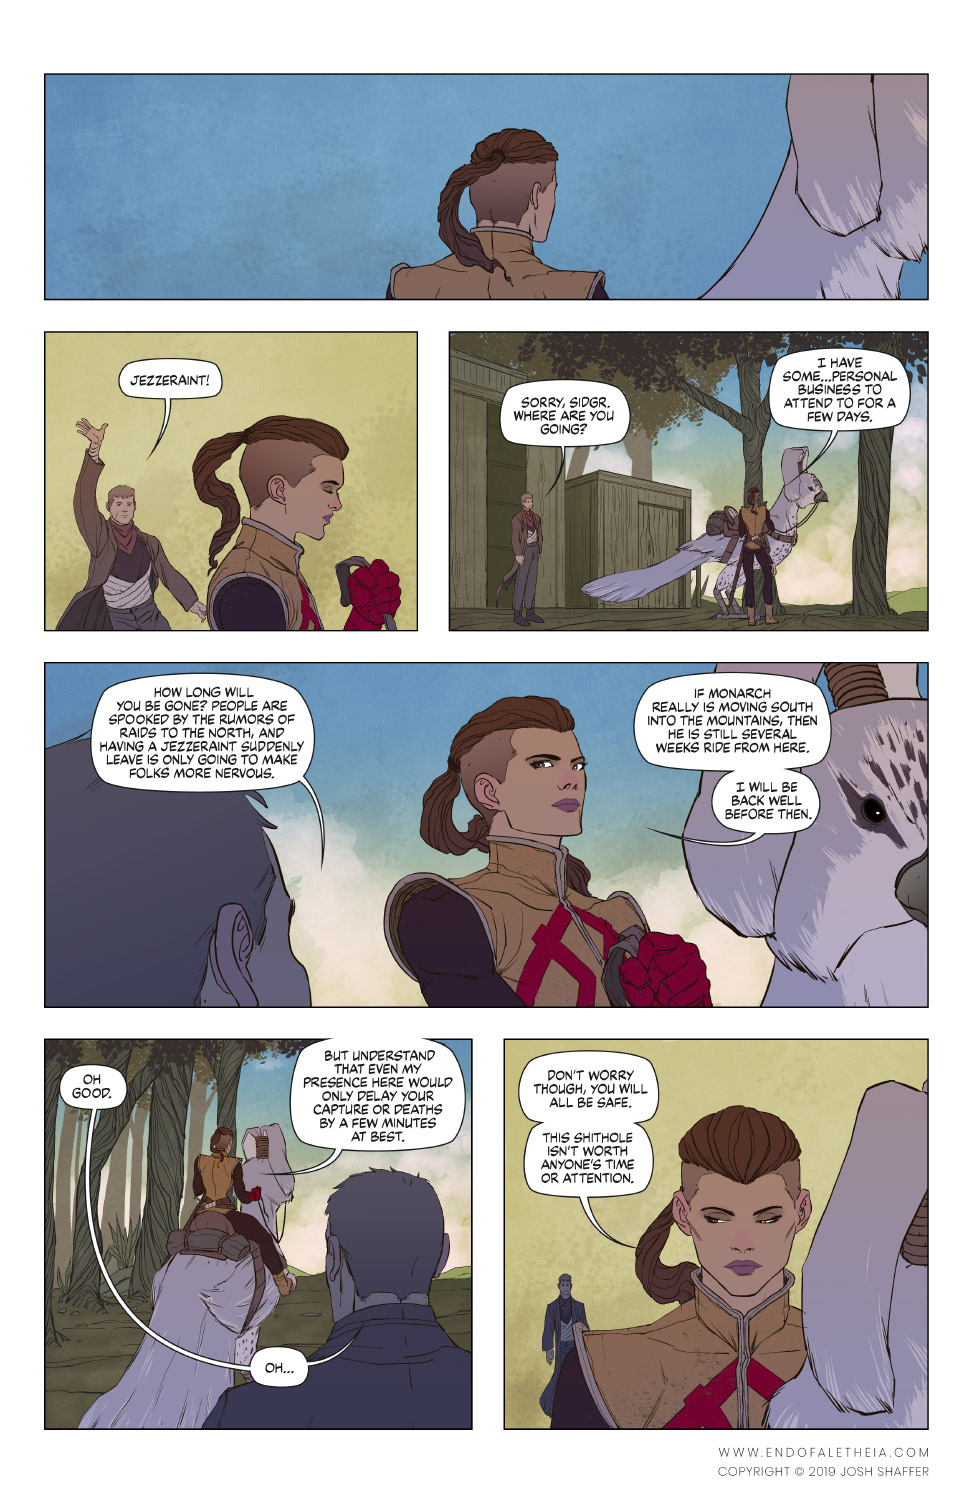 JEZZERAINT!
SORRY, SIDGR.
WHERE ARE YOU
GOING?
I HAVE
SOME...PERSONAL
BUSINESS TO
ATTEND TO FOR A
FEW DAYS.
HOW LONG WILL
YOU BE GONE? PEOPLE ARE
SPOOKED BY THE RUMORS OF
RAIDS TO THE NORTH, AND
HAVING A JEZZERAINT SUDDENLY
LEAVE IS ONLY GOING TO MAKE
FOLKS MORE NERVOUS.
IF MONARCH
REALLY IS MOVING SOUTH
INTO THE MOUNTAINS, THEN
HE IS STILL SEVERAL
WEEKS RIDE FROM HERE.
I WILL BE
BACK WELL
BEFORE THEN.
OH
GOOD.
BUT UNDERSTAND
THAT EVEN MY
PRESENCE HERE WOULD
ONLY DELAY YOUR
CAPTURE OR DEATHS
BY A FEW MINUTES
AT BEST.
OH...
DON'T WORRY
THOUGH, YOU WILL
ALL BE SAFE.
THIS SHITHOLE
ISN'T WORTH
ANYONE'S TIME
OR ATTENTION.
WWW.ENDOFALETHEIA.COM
COPYRIGHT © 2019 JOSH SHAFFER